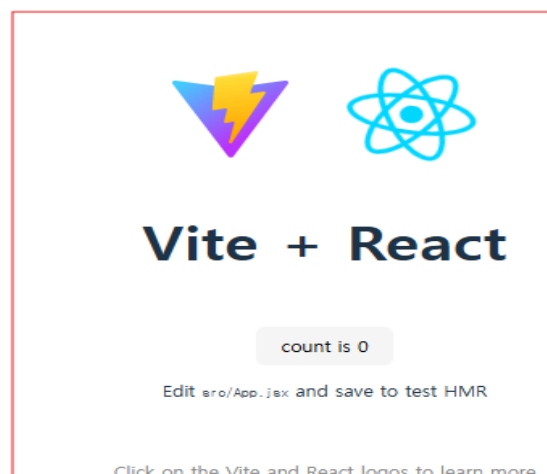 Vite + React
count is 0
Edit src/App.jsx and save to test HMR
Click on the Vite and React logos to learn more